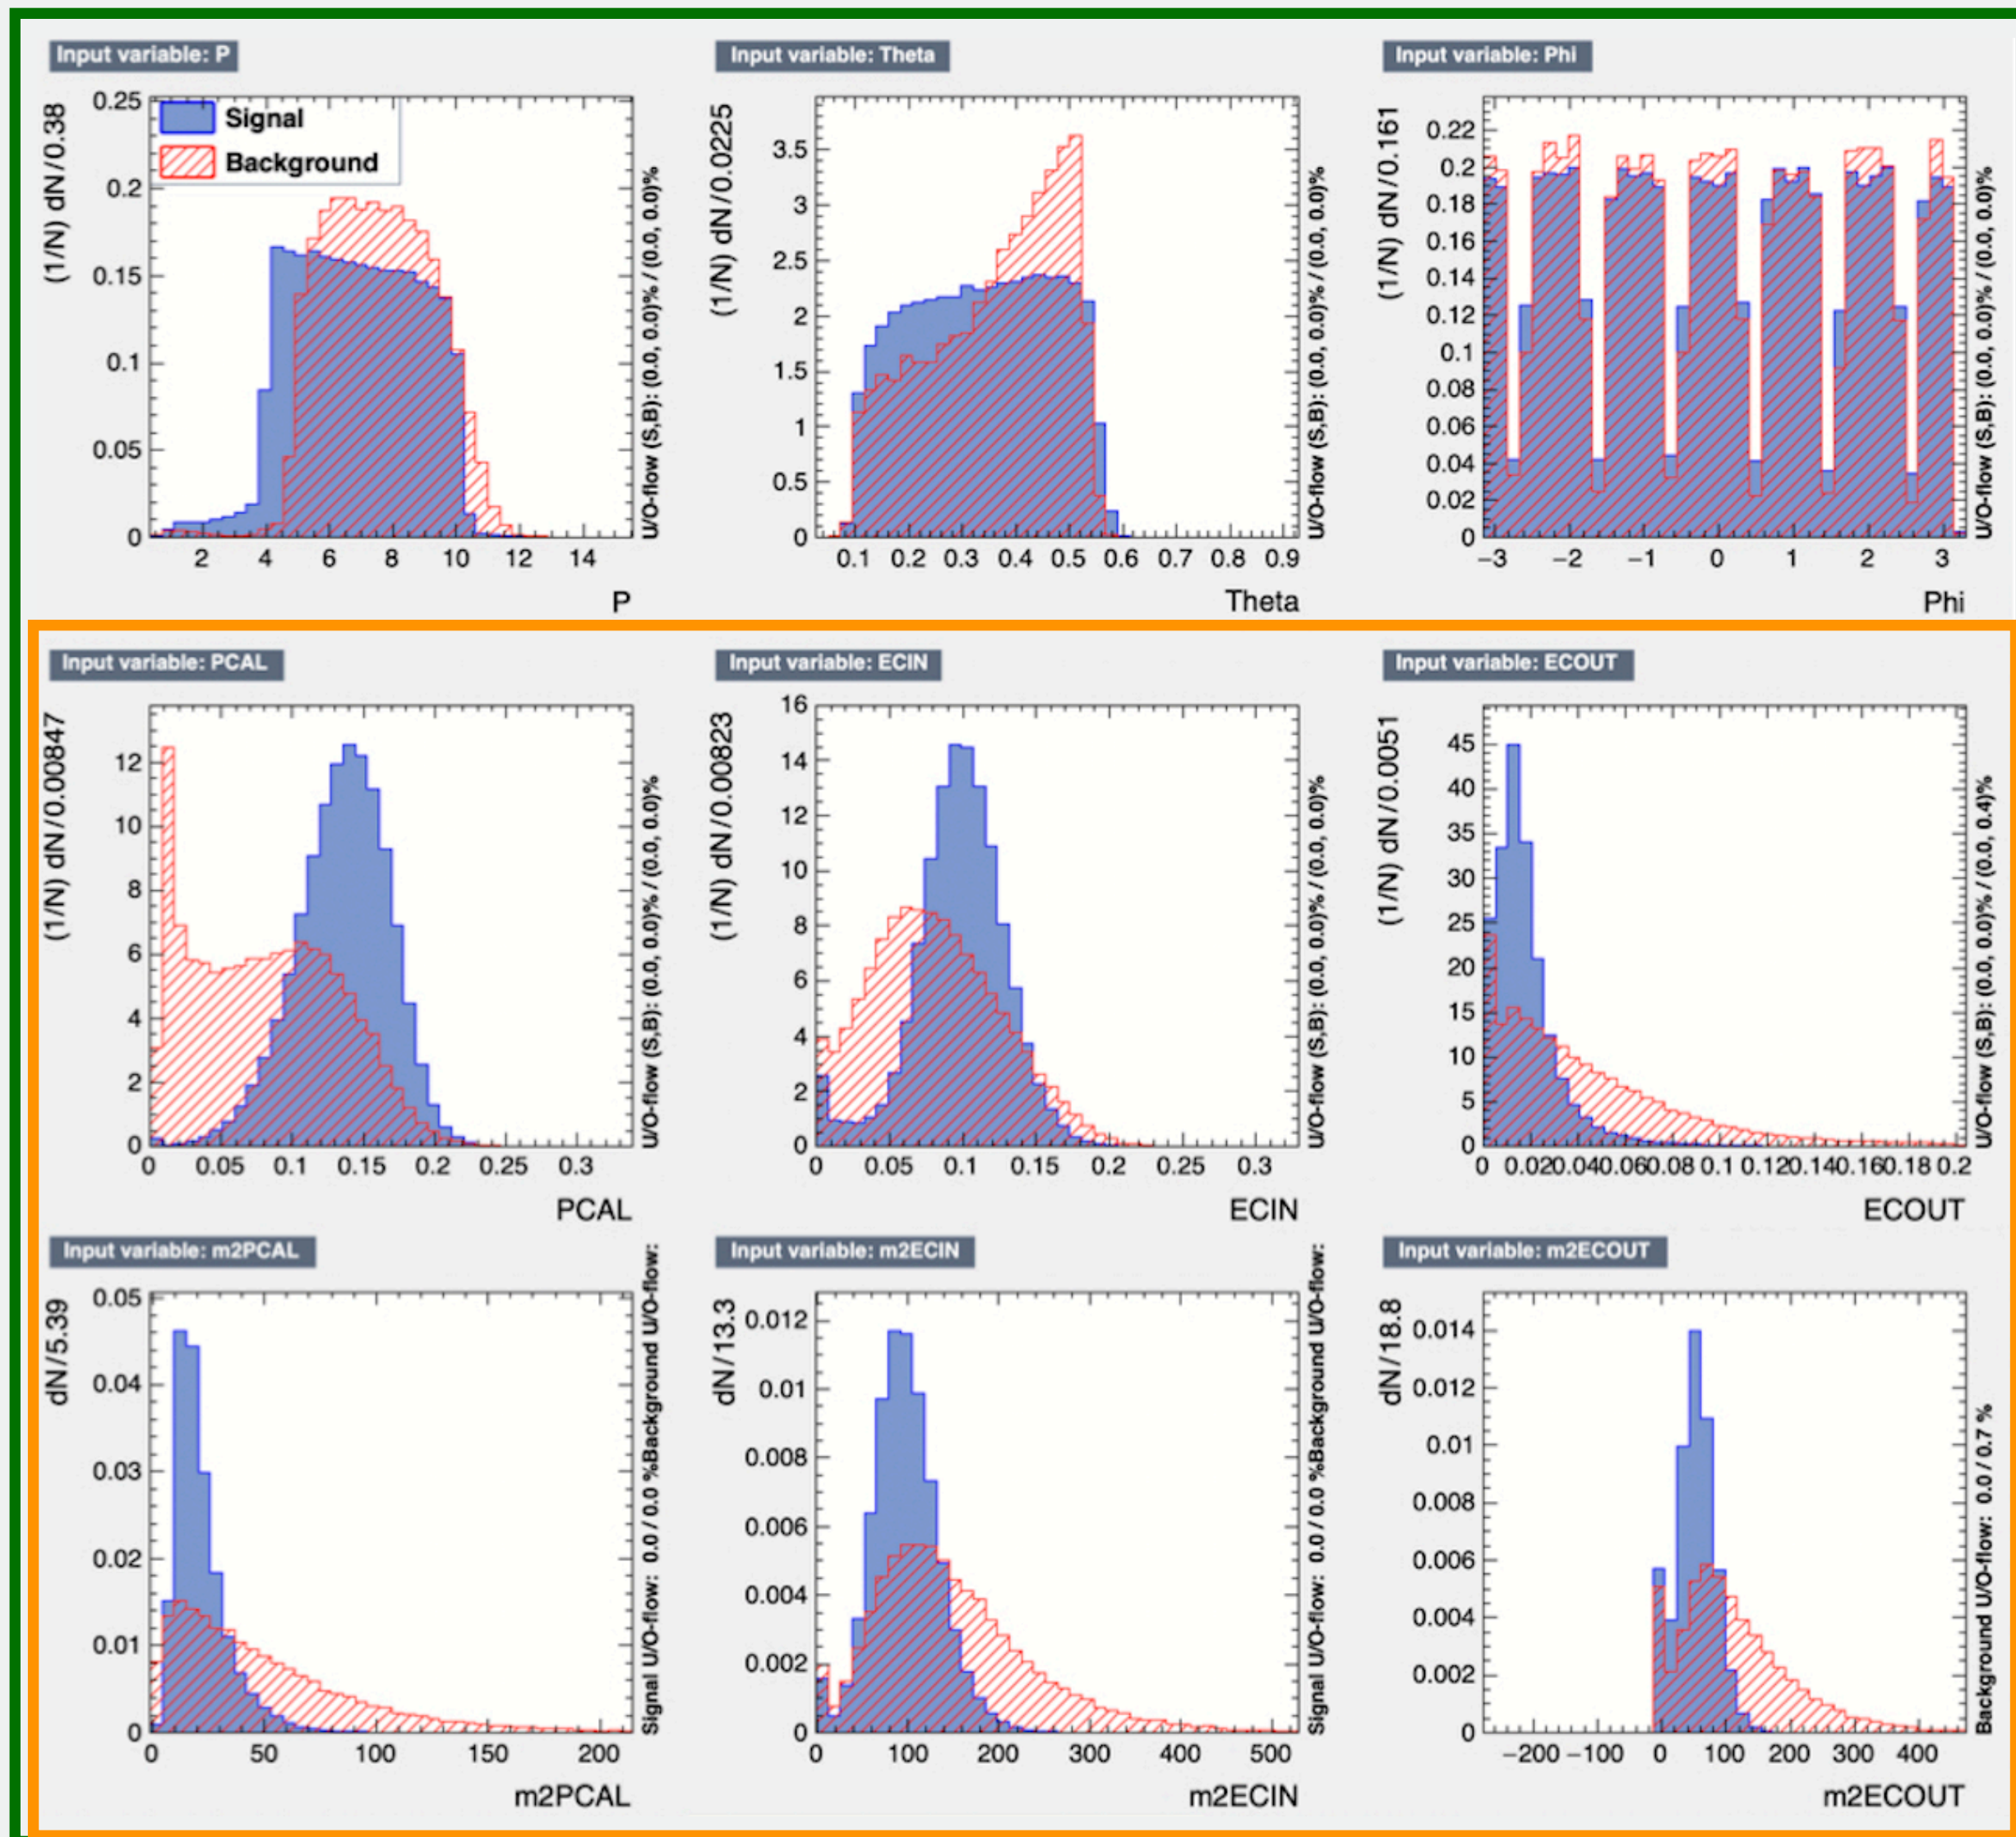 Input variable: P
(1/N) dN/0.38
Signal
Background
0.25
0.2
0.15
0.1
0.05
0
2 4 6 8 10 12 14
P
U/O-flow (S,B): (0.0, 0.0)% / (0.0, 0.0)%
Input variable: Theta
(1/N) dN/0.0225
3.5
3
2.5
2
1.5
1
0.5
0
0.1 0.2 0.3 0.4 0.5 0.6 0.7 0.8 0.9
Theta
U/O-flow (S,B): (0.0, 0.0)% / (0.0, 0.0)%
Input variable: Phi
(1/N) dN/0.161
0.22
0.2
0.18
0.16
0.14
0.12
0.1
0.08
0.06
0.04
0.02
0
−3 −2 −1 0 1 2 3
Phi
U/O-flow (S,B): (0.0, 0.0)% / (0.0, 0.0)%
Input variable: PCAL
(1/N) dN/0.00847
12
10
8
6
4
2
0
0 0.05 0.1 0.15 0.2 0.25 0.3
PCAL
U/O-flow (S,B): (0.0, 0.0)% / (0.0, 0.0)%
Input variable: ECIN
(1/N) dN/0.00823
16
14
12
10
8
6
4
2
0
0 0.05 0.1 0.15 0.2 0.25 0.3
ECIN
U/O-flow (S,B): (0.0, 0.0)% / (0.0, 0.0)%
Input variable: ECOUT
(1/N) dN/0.0051
45
40
35
30
25
20
15
10
5
0
0 0.02 0.04 0.06 0.08 0.1 0.12 0.14 0.16 0.18 0.2
ECOUT
U/O-flow (S,B): (0.0, 0.0)% / (0.0, 0.4)%
Input variable: m2PCAL
dN/5.39
0.05
0.04
0.03
0.02
0.01
0
0 50 100 150 200
m2PCAL
Signal U/O-flow: 0.0 / 0.0 %Background U/O-flow:
Input variable: m2ECIN
dN/13.3
0.012
0.01
0.008
0.006
0.004
0.002
0
0 100 200 300 400 500
m2ECIN
Signal U/O-flow: 0.0 / 0.0 %Background U/O-flow:
Input variable: m2ECOUT
dN/18.8
0.014
0.012
0.01
0.008
0.006
0.004
0.002
0
−200 −100 0 100 200 300 400
m2ECOUT
Background U/O-flow: 0.0 / 0.7 %